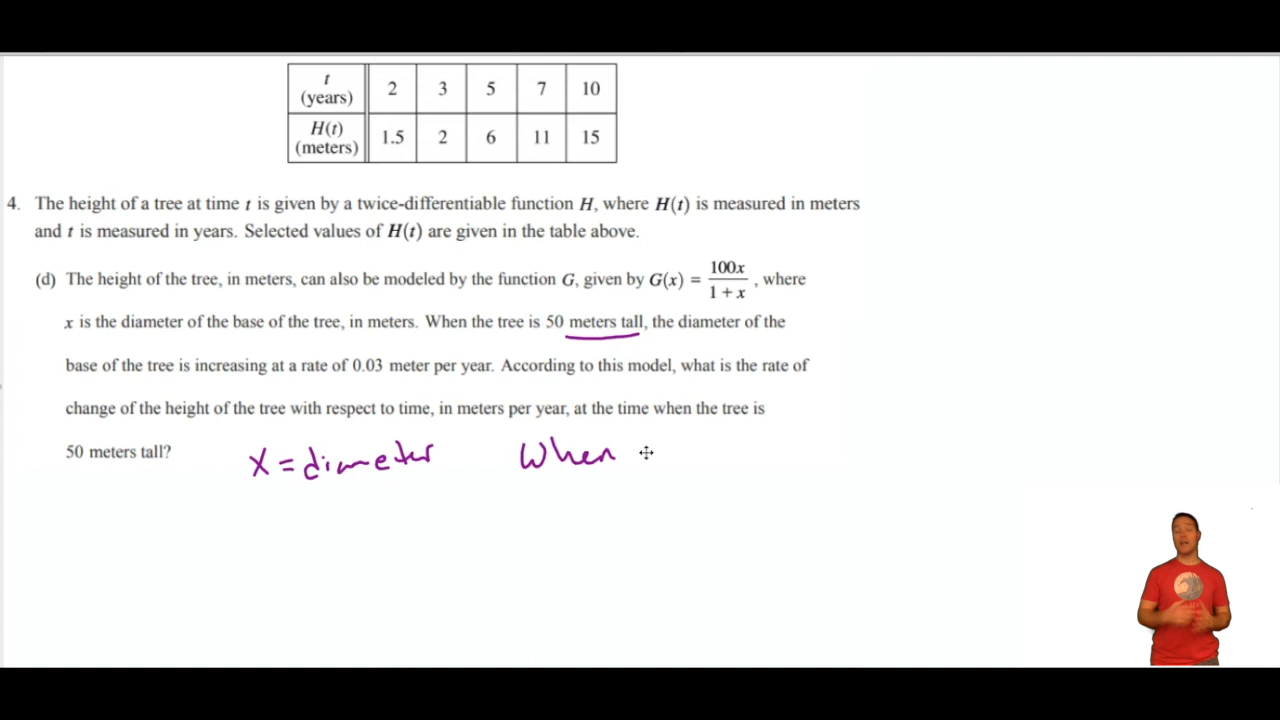 t (years) 2 3 5 7 10
H(t) (meters) 1.5 2 6 11 15
4. The height of a tree at time t is given by a twice-differentiable function H, where H(t) is measured in meters
and t is measured in years. Selected values of H(t) are given in the table above.
(d) The height of the tree, in meters, can also be modeled by the function G, given by G(x) = 100x / 1 + x, where
x is the diameter of the base of the tree, in meters. When the tree is 50 meters tall, the diameter of the
base of the tree is increasing at a rate of 0.03 meter per year. According to this model, what is the rate of
change of the height of the tree with respect to time, in meters per year, at the time when the tree is
50 meters tall?
x = diameter When